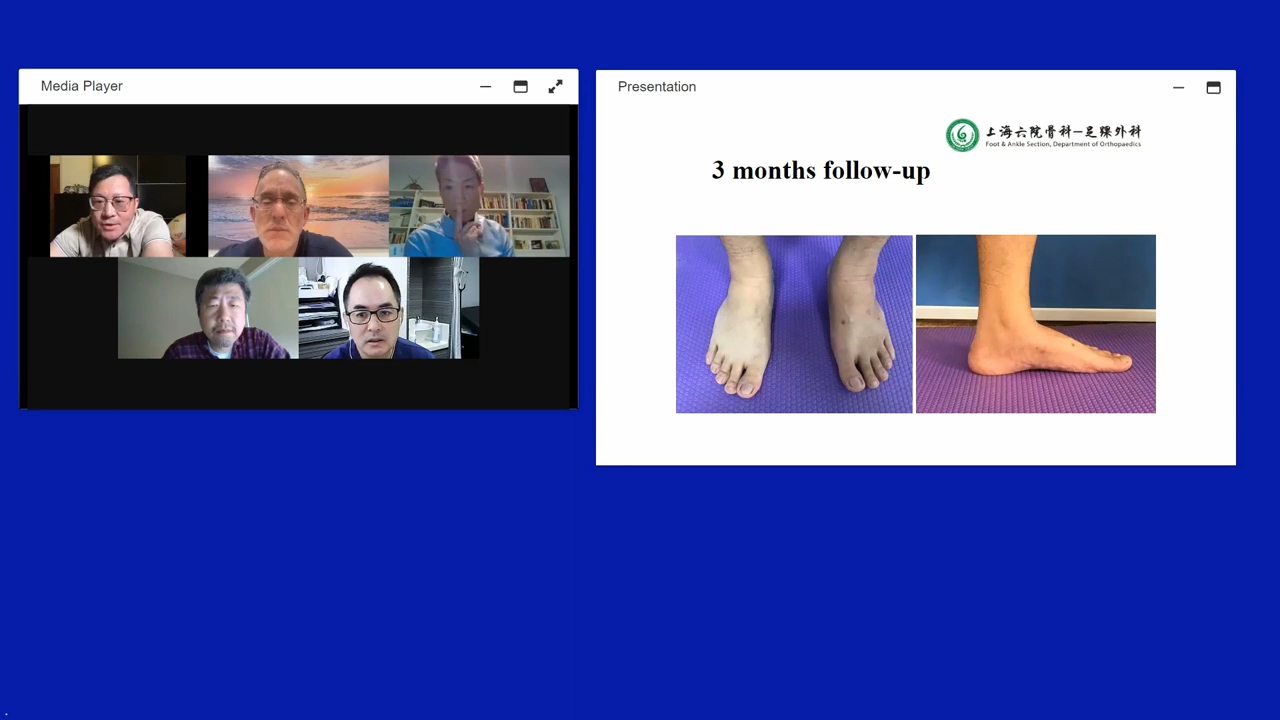 Media Player
Presentation
上海六院骨科—足踝外科
Foot & Ankle Section, Department of Orthopaedics
3 months follow-up